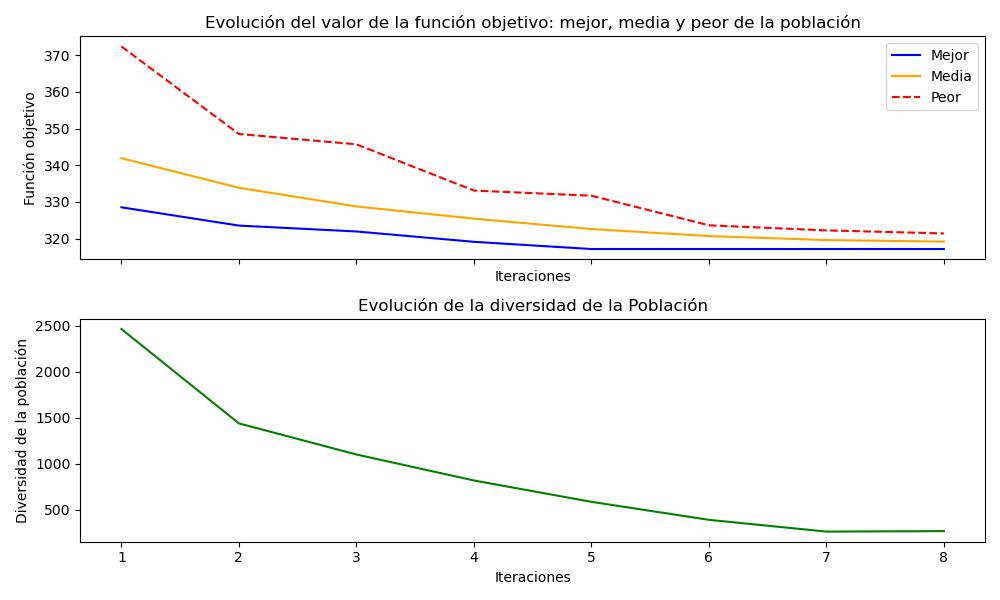 Evolución del valor de la función objetivo: mejor, media y peor de la población
370
360
350
340
330
320
Función objetivo
Mejor
Media
Peor
Iteraciones
Evolución de la diversidad de la Población
2500
2000
1500
1000
500
Diversidad de la población
1 2 3 4 5 6 7 8
Iteraciones